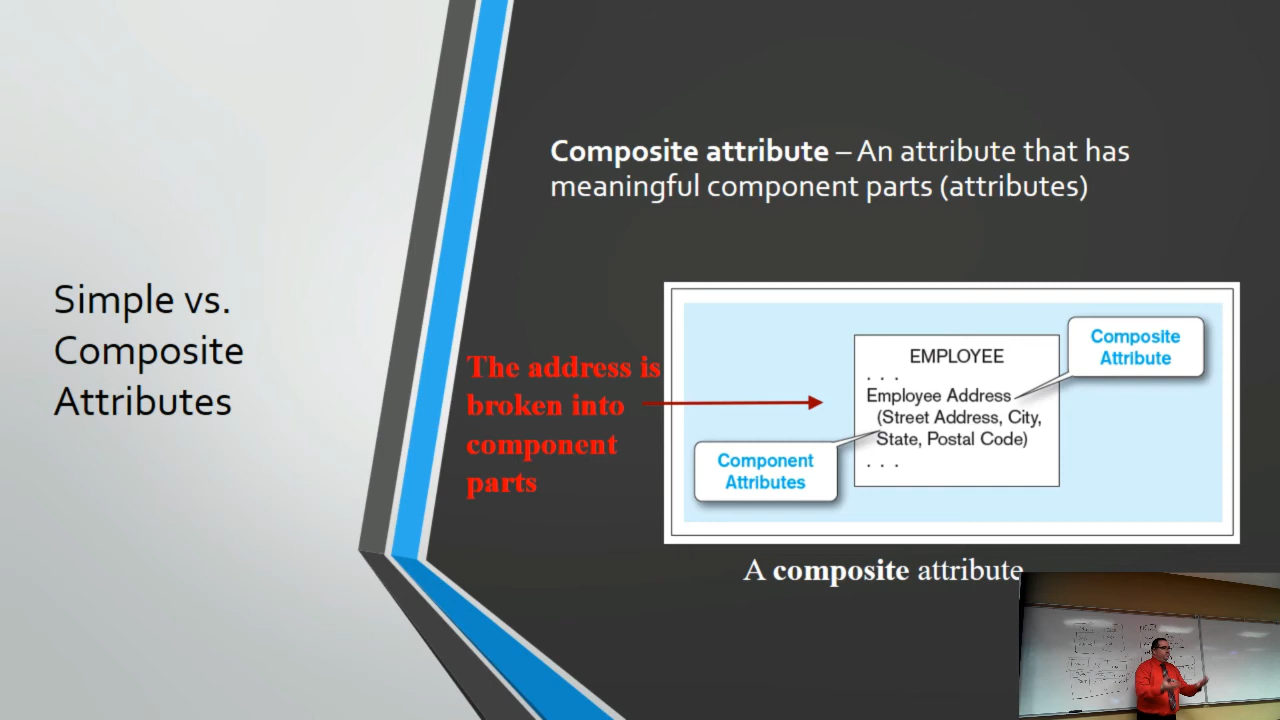 Simple vs.
Composite
Attributes
Composite attribute – An attribute that has
meaningful component parts (attributes)
The address is
broken into
component
parts
EMPLOYEE
. . .
Employee Address
(Street Address, City,
State, Postal Code)
. . .
Composite
Attribute
Component
Attributes
A composite attribute